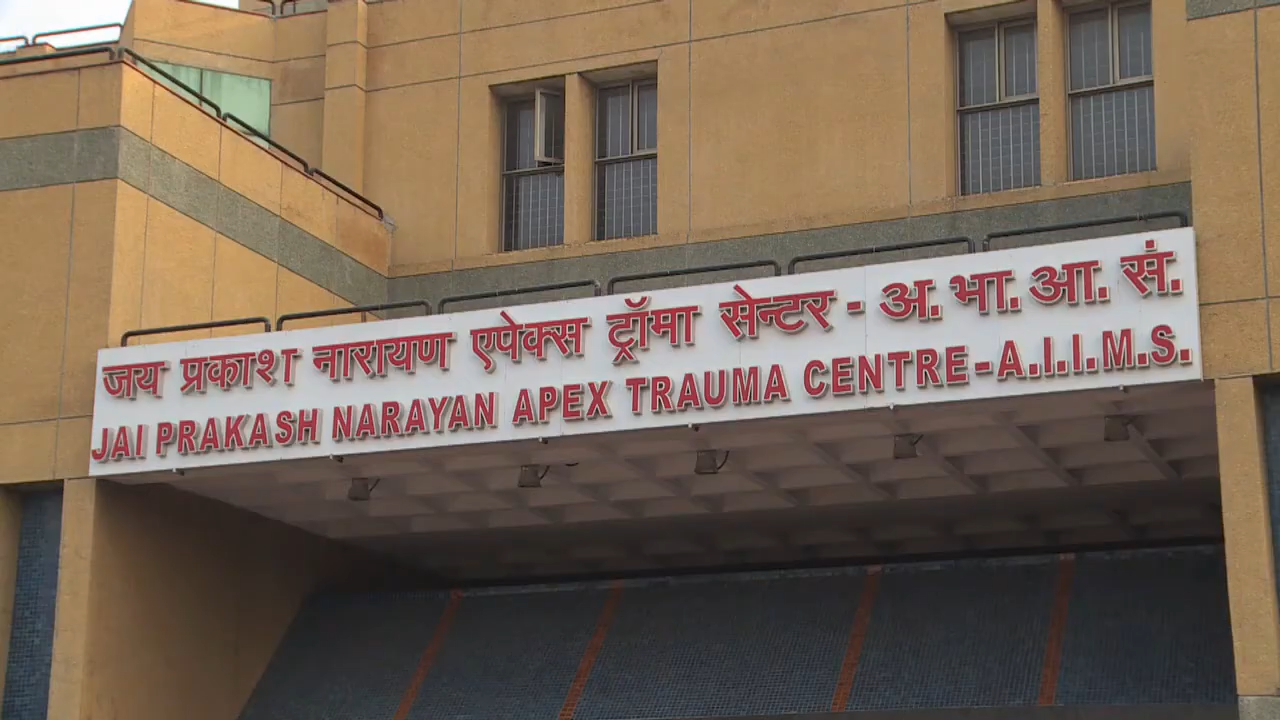 जय प्रकाश नारायण एपेक्स ट्रॉमा सेन्टर - अ.भा.आ.सं.
JAI PRAKASH NARAYAN APEX TRAUMA CENTRE-A.I.I.M.S.